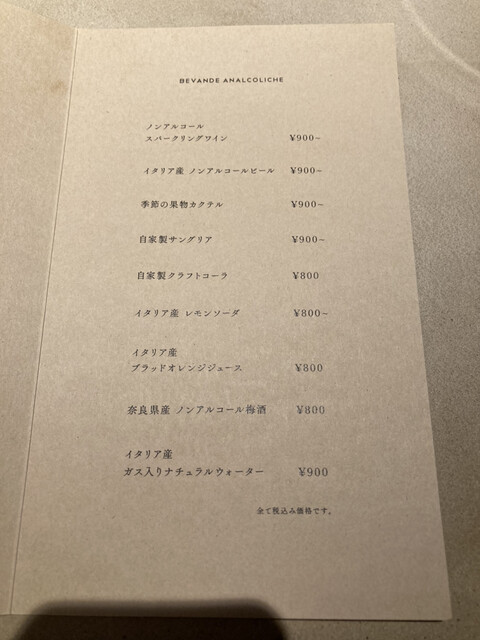 BEVANDE ANALCOLICHE
ノンアルコール
スパークリングワイン ¥900~
イタリア産 ノンアルコールビール ¥900~
季節の果物カクテル ¥900~
自家製サングリア ¥900~
自家製クラフトコーラ ¥800
イタリア産 レモンソーダ ¥800~
イタリア産
ブラッドオレンジジュース ¥800
奈良県産 ノンアルコール梅酒 ¥800
イタリア産
ガス入りナチュラルウォーター ¥900
全て税込み価格です。